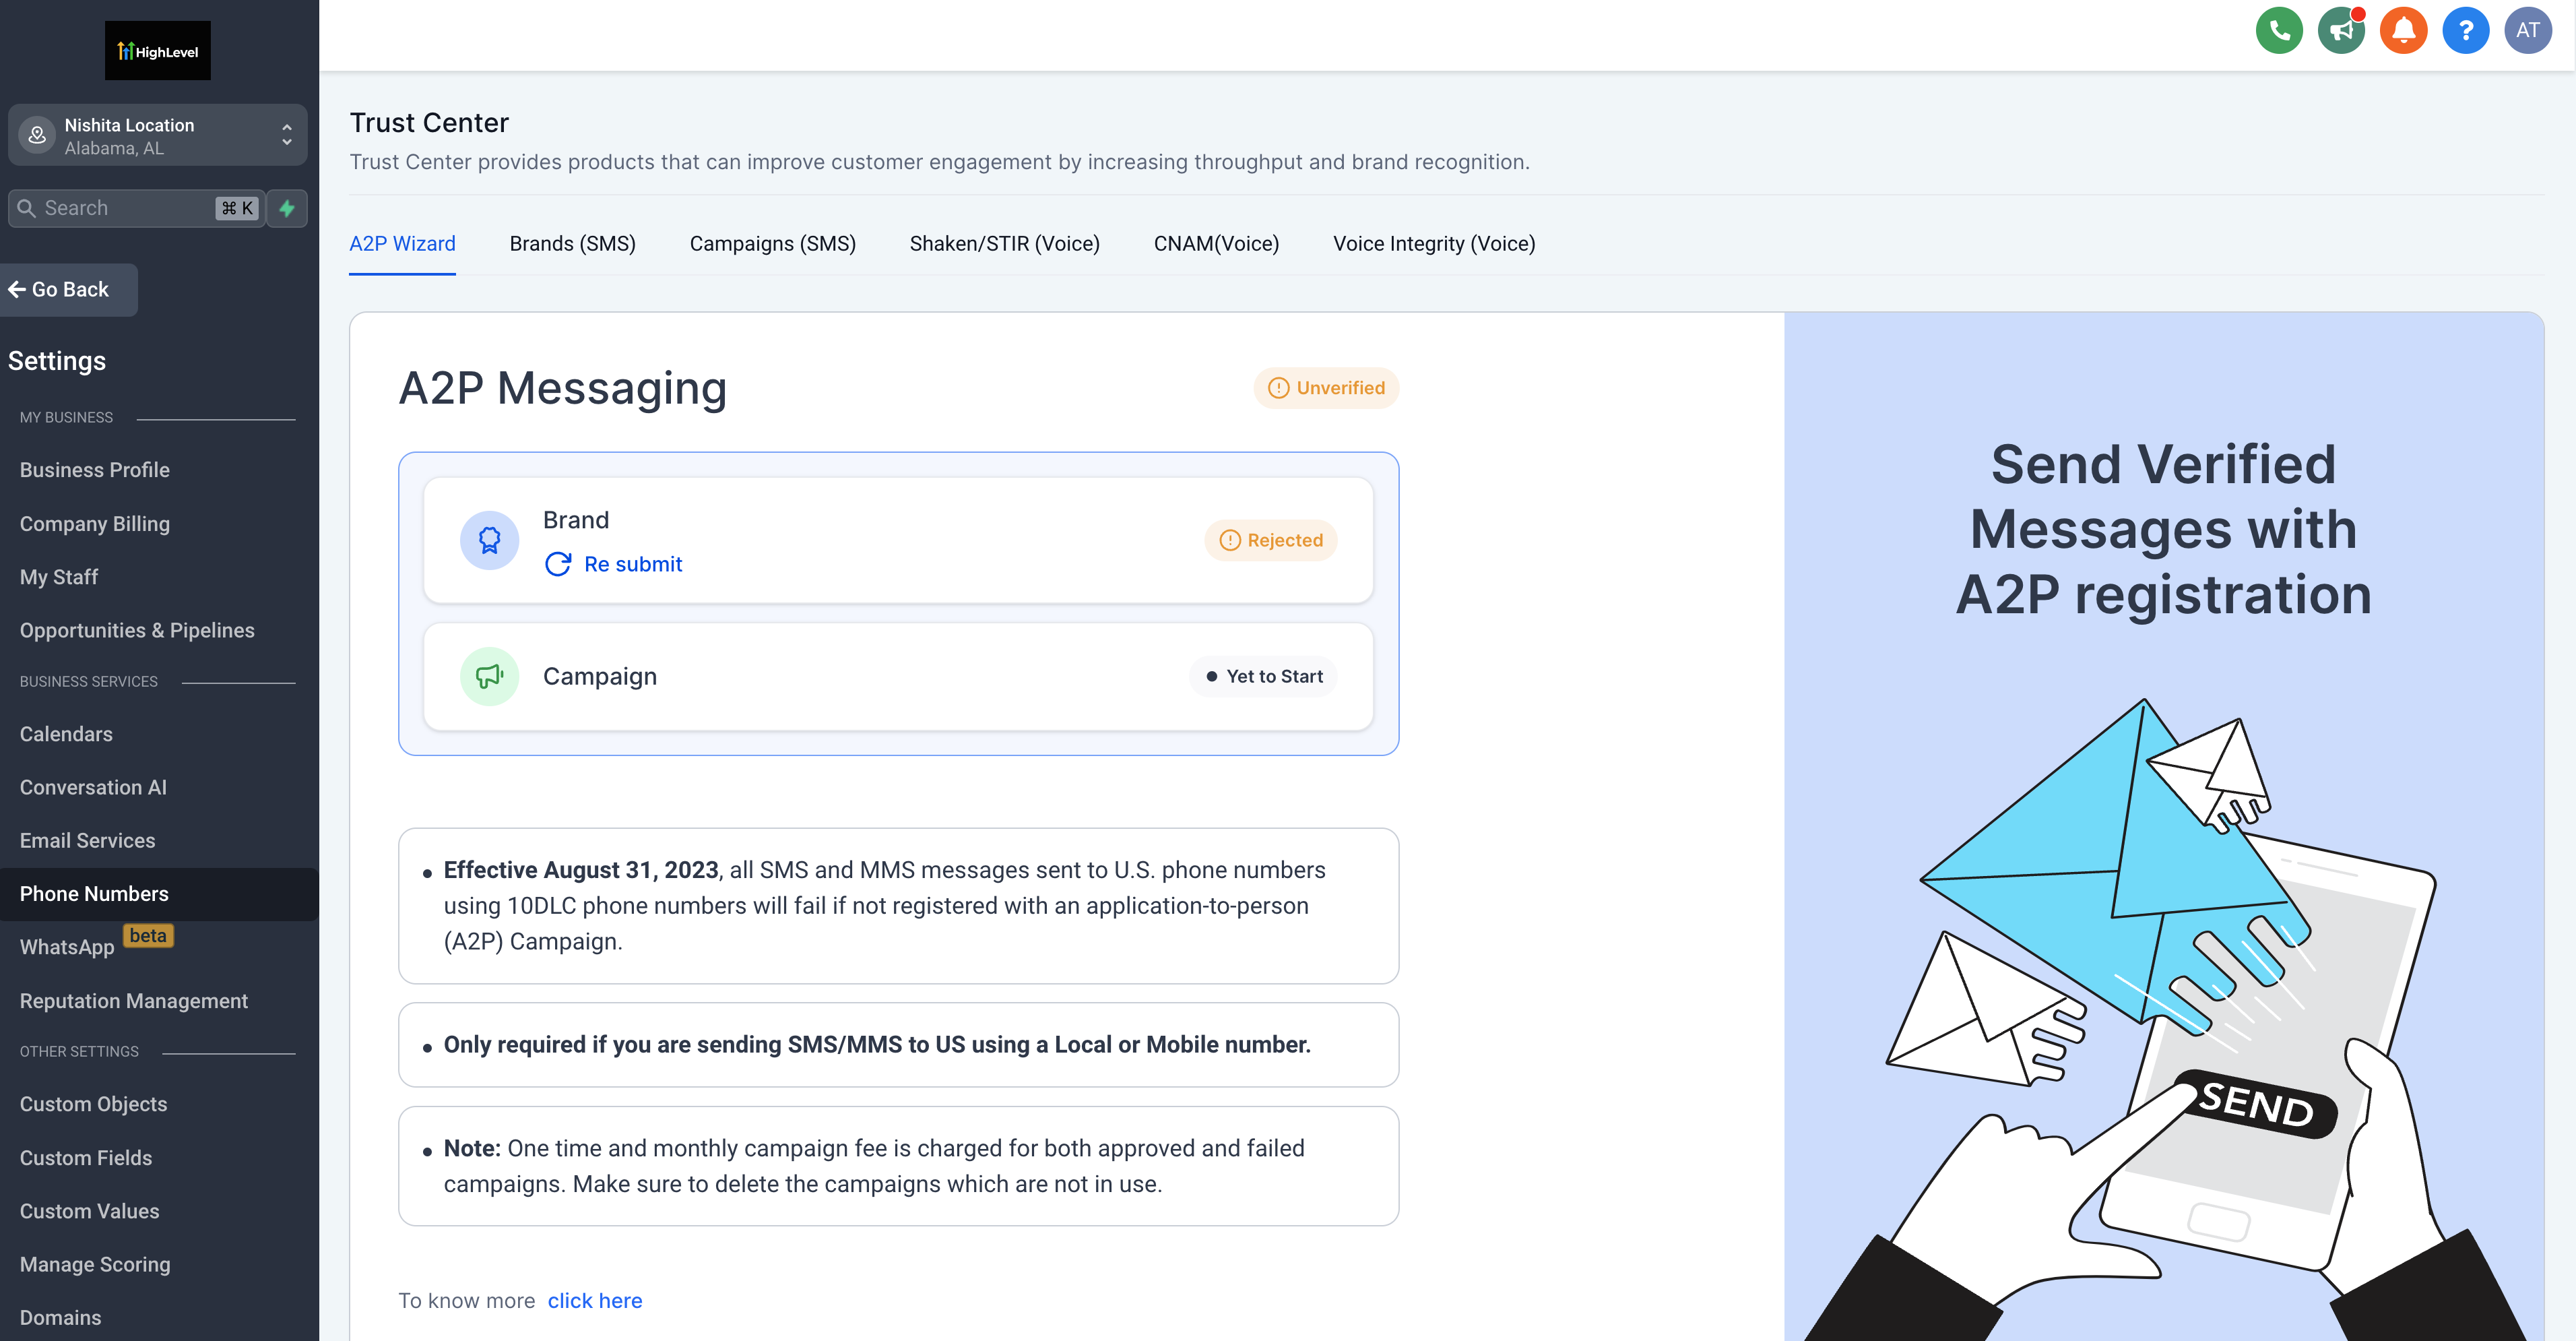 HighLevel
Nishita Location
Alabama, AL
Search
⌘ K
Go Back
Settings
MY BUSINESS
Business Profile
Company Billing
My Staff
Opportunities & Pipelines
BUSINESS SERVICES
Calendars
Conversation AI
Email Services
Phone Numbers
WhatsApp beta
Reputation Management
OTHER SETTINGS
Custom Objects
Custom Fields
Custom Values
Manage Scoring
Domains
?
AT
Trust Center
Trust Center provides products that can improve customer engagement by increasing throughput and brand recognition.
A2P Wizard Brands (SMS) Campaigns (SMS) Shaken/STIR (Voice) CNAM(Voice) Voice Integrity (Voice)
A2P Messaging
Unverified
Brand
Re submit
Rejected
Campaign
Yet to Start
• Effective August 31, 2023, all SMS and MMS messages sent to U.S. phone numbers
using 10DLC phone numbers will fail if not registered with an application-to-person
(A2P) Campaign.
• Only required if you are sending SMS/MMS to US using a Local or Mobile number.
• Note: One time and monthly campaign fee is charged for both approved and failed
campaigns. Make sure to delete the campaigns which are not in use.
To know more click here
Send Verified
Messages with
A2P registration
SEND